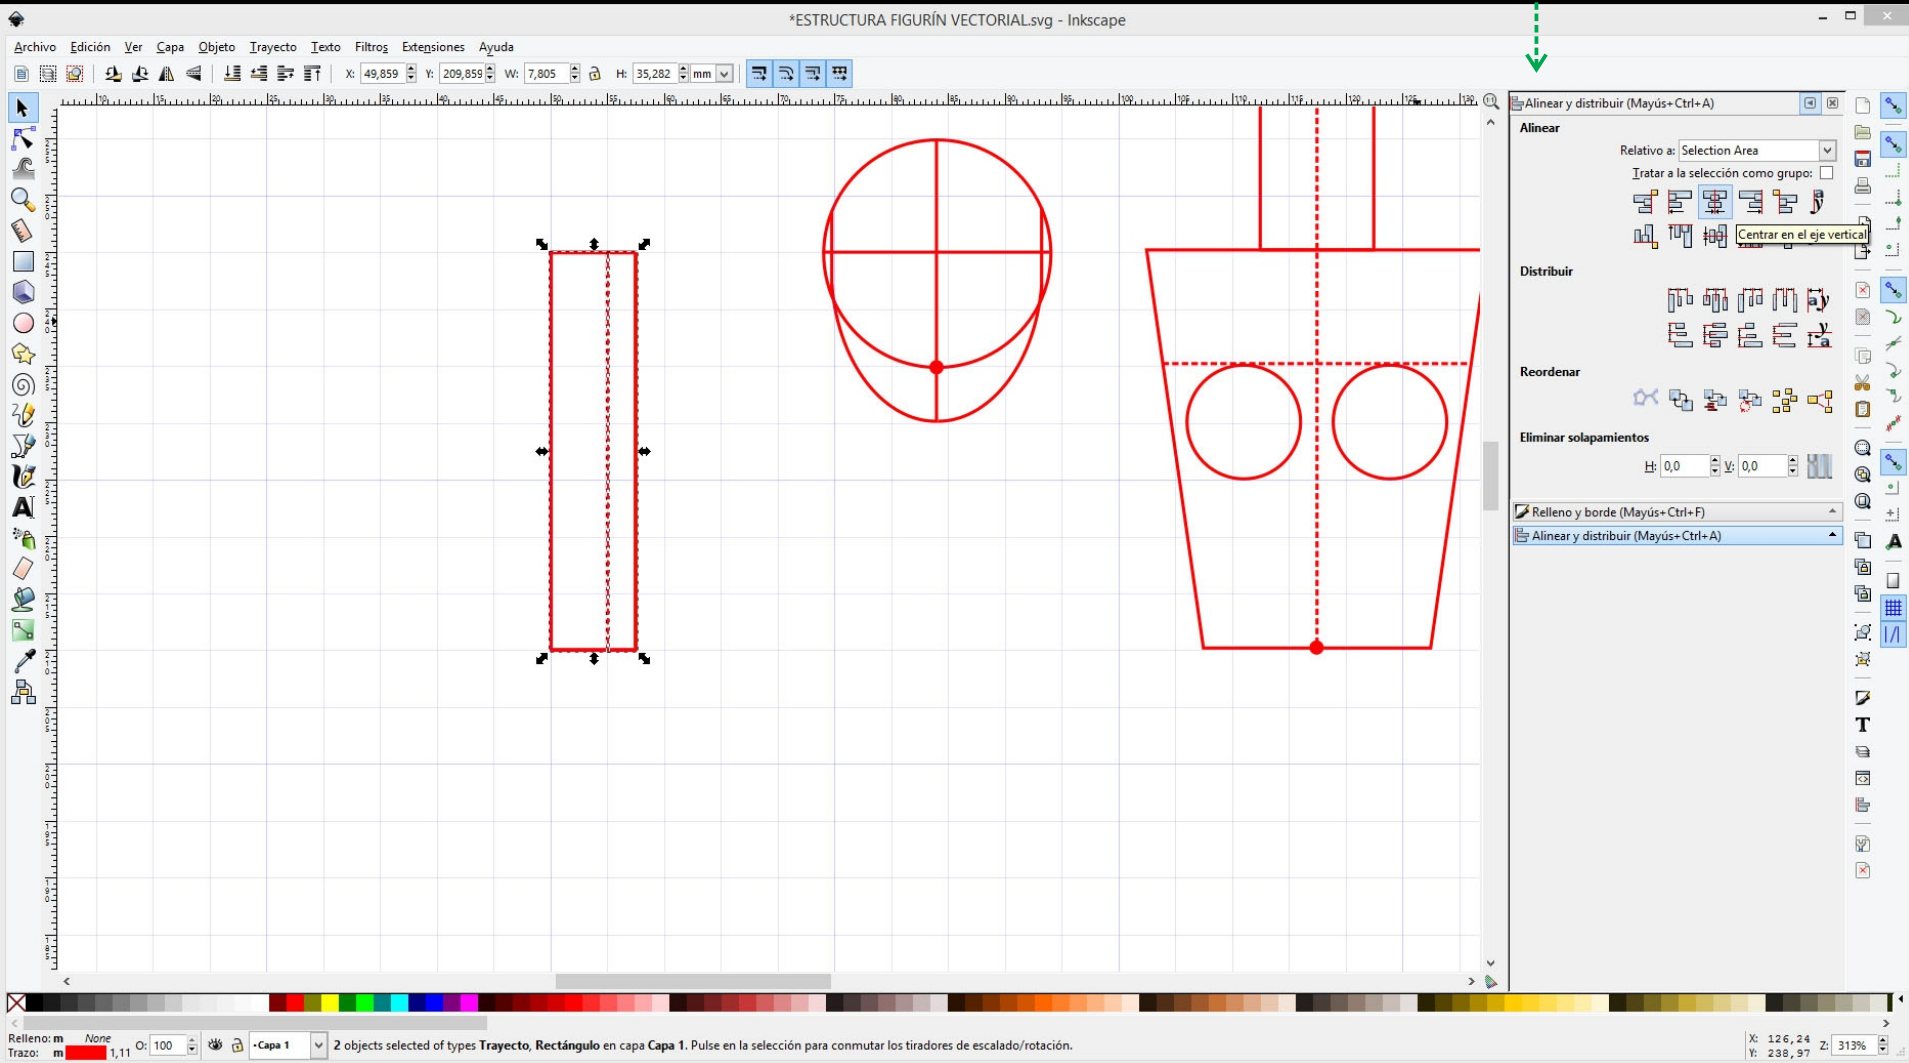 *ESTRUCTURA FIGURÍN VECTORIAL.svg - Inkscape
Archivo Edición Ver Capa Objeto Trayecto Texto Filtros Extensiones Ayuda
X: 49,859 Y: 209,859 W: 7,805 H: 35,282 mm
Alinear y distribuir (Mayús+Ctrl+A)
Alinear
Relativo a: Selection Area
Tratar a la selección como grupo:
Centrar en el eje vertical
Distribuir
Reordenar
Eliminar solapamientos
H: 0,0 V: 0,0
Relleno y borde (Mayús+Ctrl+F)
Alinear y distribuir (Mayús+Ctrl+A)
Relleno: m None
Trazo: m 1,11
O: 100
•Capa 1
2 objects selected of types Trayecto, Rectángulo en capa Capa 1. Pulse en la selección para conmutar los tiradores de escalado/rotación.
X: 126,24
Y: 238,97
Z: 313%